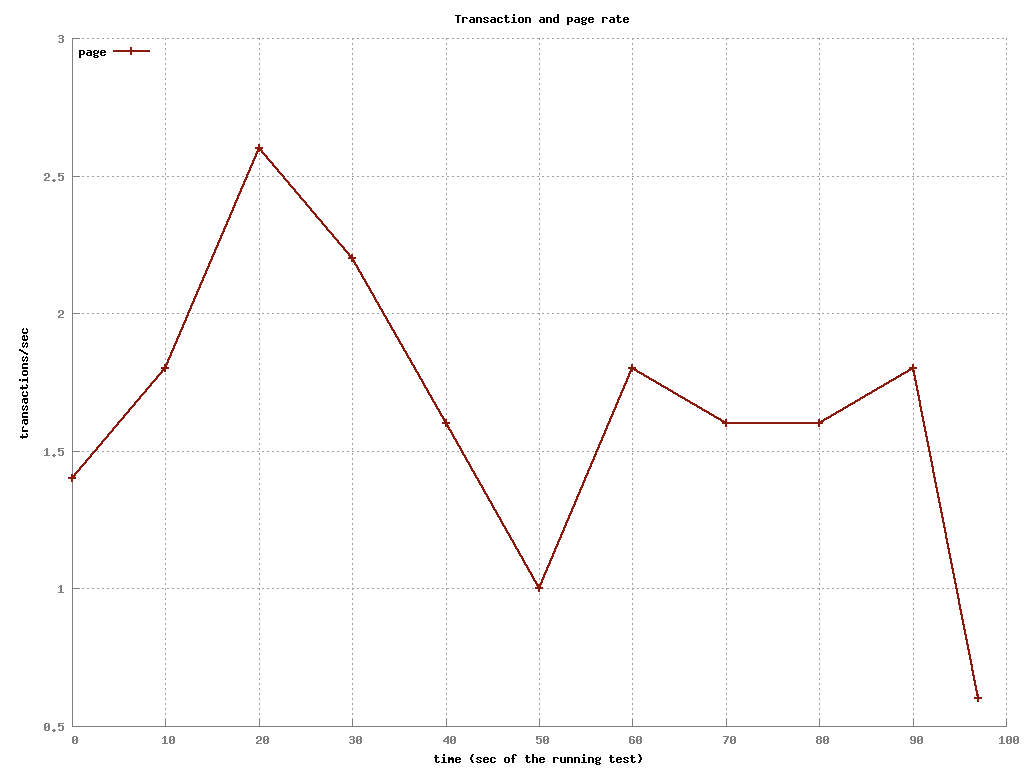 Transaction and page rate
3
page
2.5
2
transactions/sec
1.5
1
0.5
0 10 20 30 40 50 60 70 80 90 100
time (sec of the running test)